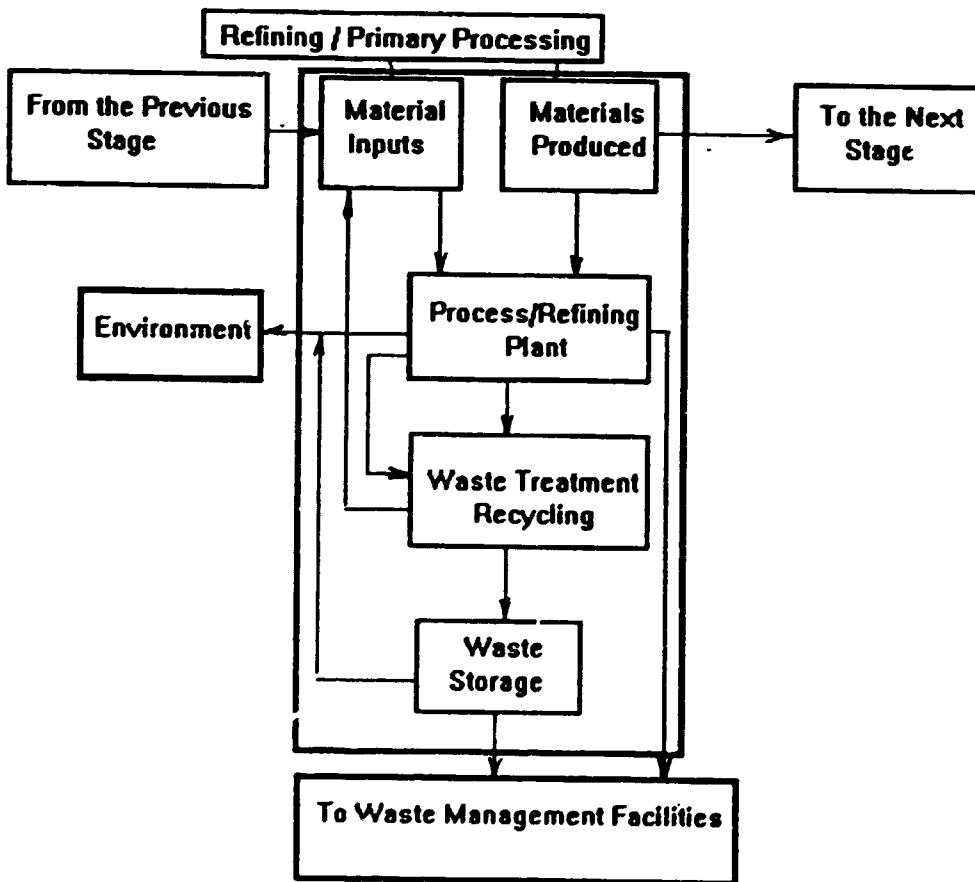 Refining / Primary Processing
From the Previous
Stage
Material
Inputs
Materials
Produced
To the Next
Stage
Environment
Process/Refining
Plant
Waste Treatment
Recycling
Waste
Storage
To Waste Management Facilities